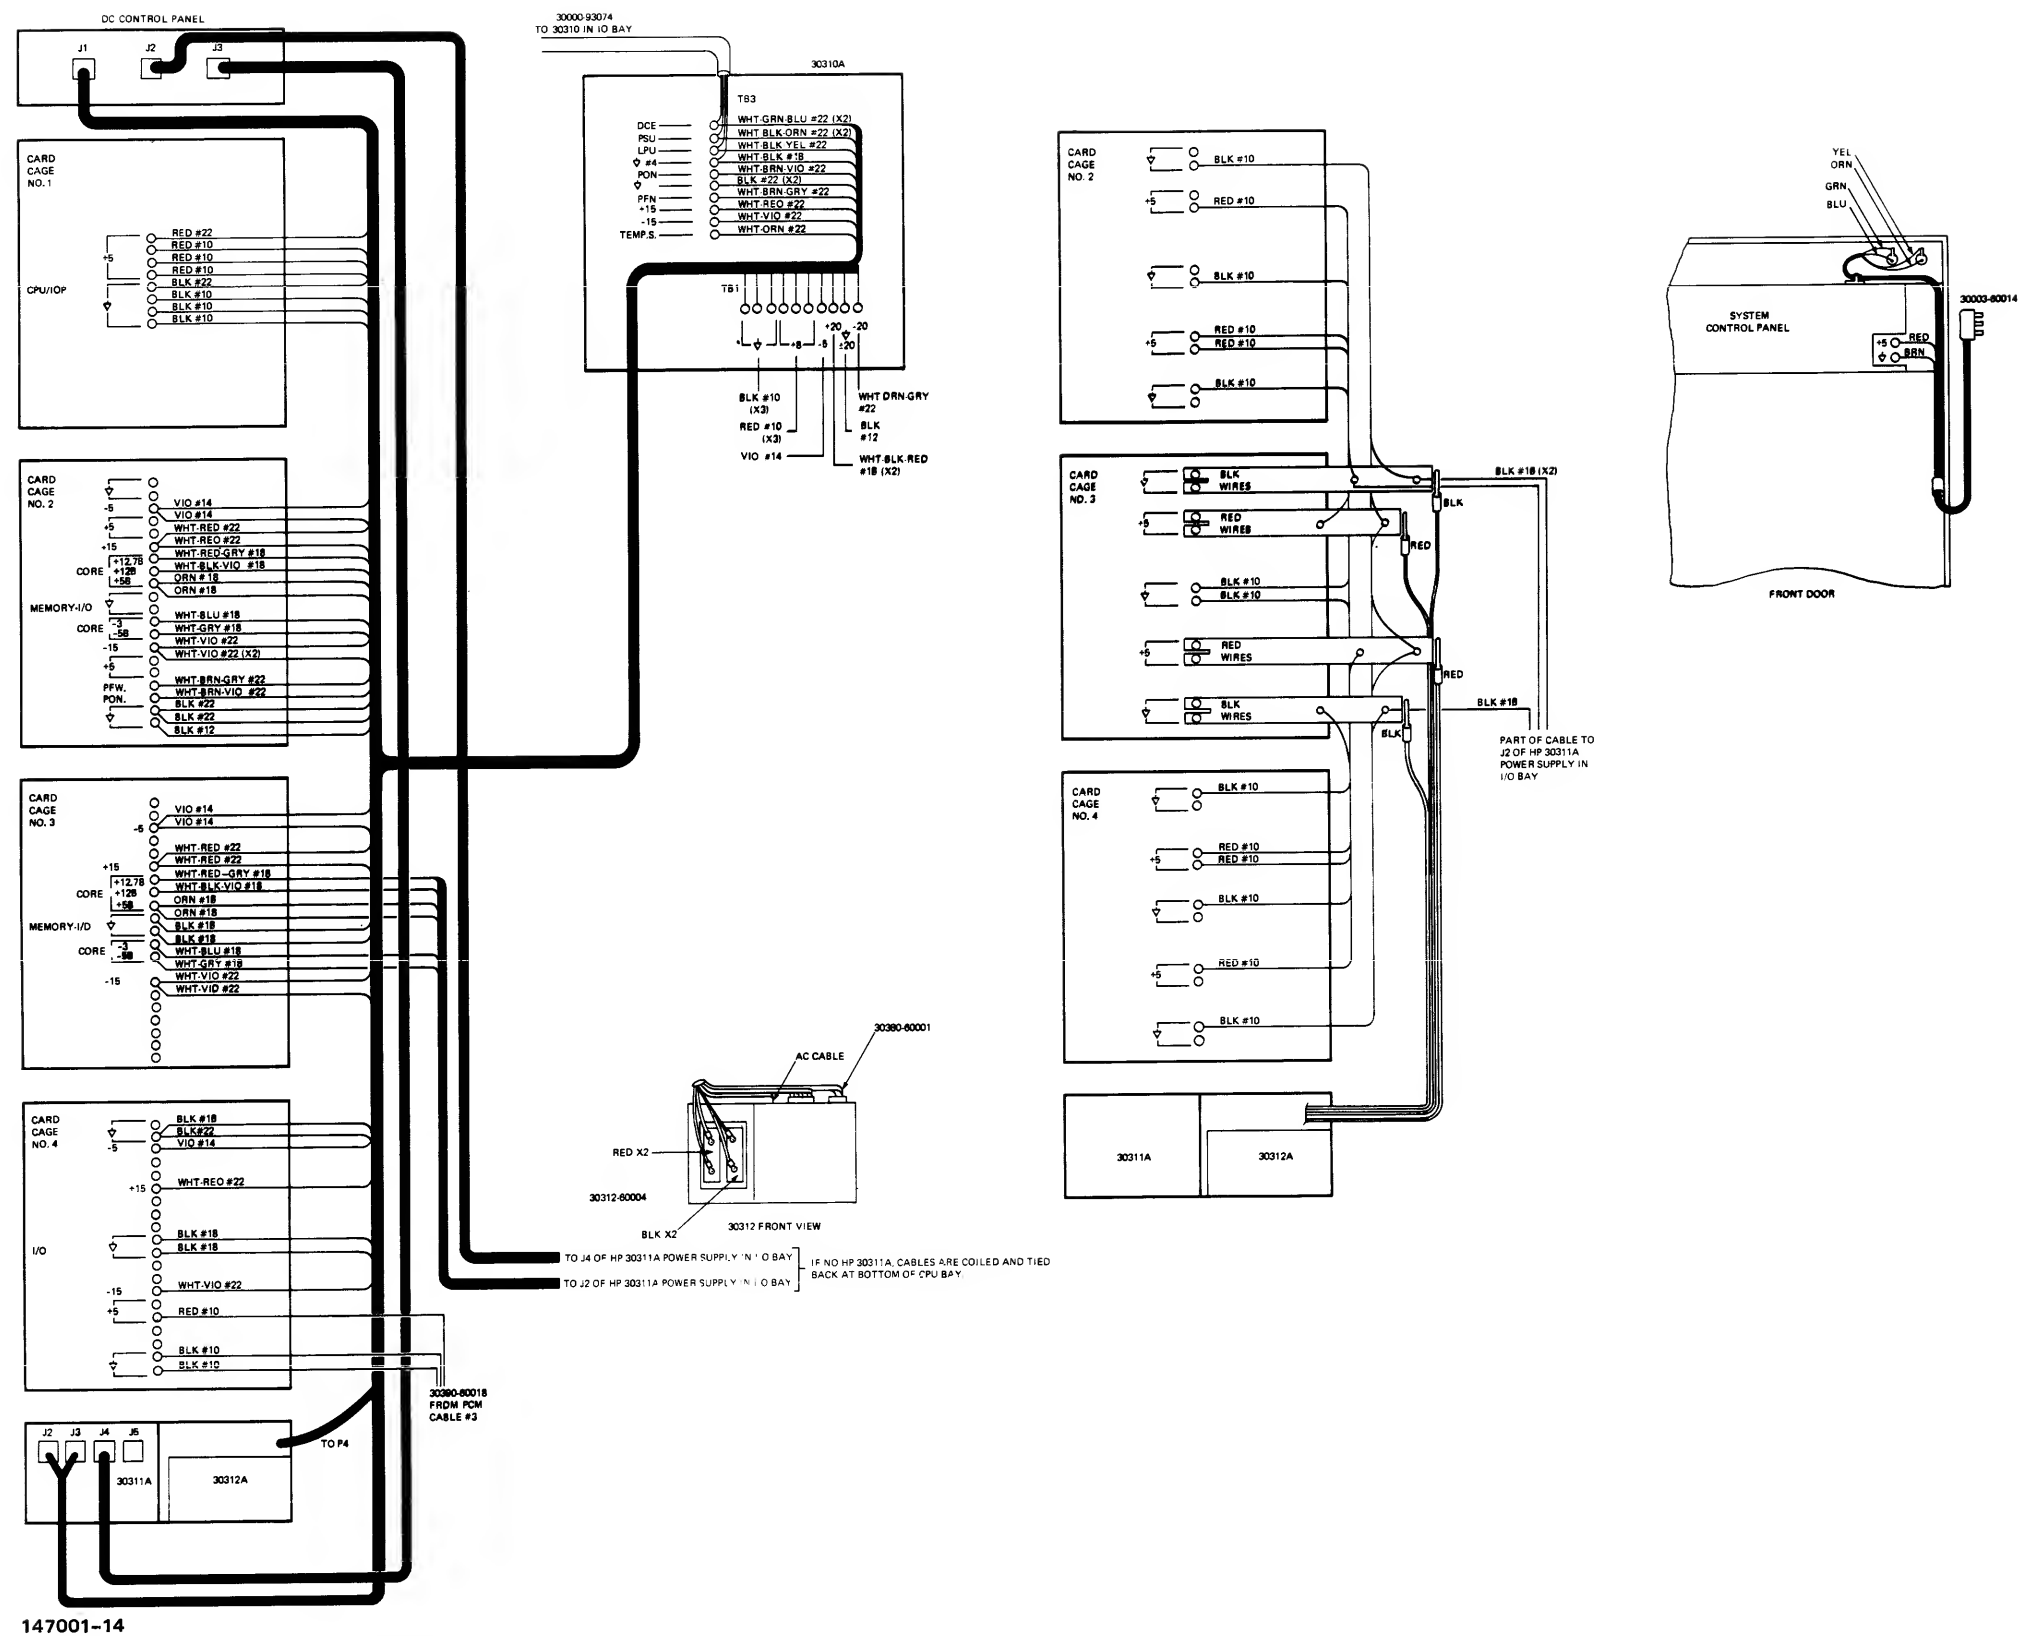 DC CONTROL PANEL
J1
J2
J3
CARD
CAGE
NO. 1
RED #22
RED #10
RED #10
RED #10
BLK #22
BLK #10
BLK #10
BLK #10
+5
CPU/IOP
CARD
CAGE
NO. 2
-5
+5
+15
CORE
+12.7B
+12B
+5B
MEMORY-I/O
CORE
-3
-5B
-15
+5
PFW.
PON.
VIO #14
VIO #14
WHT-RED #22
WHT-REO #22
WHT-RED-GRY #18
WHT-BLK-VIO #18
ORN #18
ORN #18
WHT-BLU #18
WHT-GRY #18
WHT-VIO #22
WHT-VIO #22 (X2)
WHT-BRN-GRY #22
WHT-BRN-VIO #22
BLK #22
BLK #22
BLK #12
CARD
CAGE
NO. 3
-5
+15
CORE
+12.7B
+12B
+5B
MEMORY-I/D
CORE
-3
-5B
-15
VIO #14
VIO #14
WHT-RED #22
WHT-RED #22
WHT-RED-GRY #18
WHT-BLK-VIO #18
ORN #18
ORN #18
BLK #18
BLK #18
WHT-BLU #18
WHT-GRY #18
WHT-VIO #22
WHT-VID #22
CARD
CAGE
NO. 4
-5
+15
I/O
-15
+5
BLK #18
BLK #22
VIO #14
WHT-REO #22
BLK #18
BLK #18
WHT-VIO #22
RED #10
BLK #10
BLK #10
30390-60018
FRDM PCM
CABLE #3
J2
J3
J4
J5
30311A
30312A
TO P4
147001-14
30000-93074
TO 30310 IN IO BAY
30310A
TB3
DCE
PSU
LPU
#4
PON
PFN
+15
-15
TEMP.S.
WHT-GRN-BLU #22 (X2)
WHT BLK-ORN #22 (X2)
WHT-BLK YEL #22
WHT-BLK #18
WHT-BRN-VIO #22
BLK #22 (X2)
WHT-BRN-GRY #22
WHT-REO #22
WHT-VIO #22
WHT-ORN #22
TB1
+20
-20
±20
-5
BLK #10
(X3)
RED #10
(X3)
VIO #14
WHT DRN-GRY
#22
BLK
#12
WHT-BLK-RED
#18 (X2)
AC CABLE
30380-60001
RED X2
30312-60004
BLK X2
30312 FRONT VIEW
TO J4 OF HP 30311A POWER SUPPLY IN I O BAY
TO J2 OF HP 30311A POWER SUPPLY IN I O BAY
IF NO HP 30311A, CABLES ARE COILED AND TIED
BACK AT BOTTOM OF CPU BAY.
CARD
CAGE
NO. 2
BLK #10
+5
RED #10
BLK #10
+5
RED #10
RED #10
BLK #10
CARD
CAGE
ND. 3
BLK
WIRES
+5
RED
WIRES
BLK #10
BLK #10
+5
RED
WIRES
BLK
WIRES
BLK #18 (X2)
BLK
RED
RED
BLK
BLK #18
PART OF CABLE TO
J2 OF HP 30311A
POWER SUPPLY IN
I/O BAY
CARD
CAGE
NO. 4
BLK #10
+5
RED #10
RED #10
BLK #10
+5
RED #10
BLK #10
30311A
30312A
YEL
ORN
GRN
BLU
SYSTEM
CONTROL PANEL
+5
RED
BRN
30003-60014
FRONT DOOR